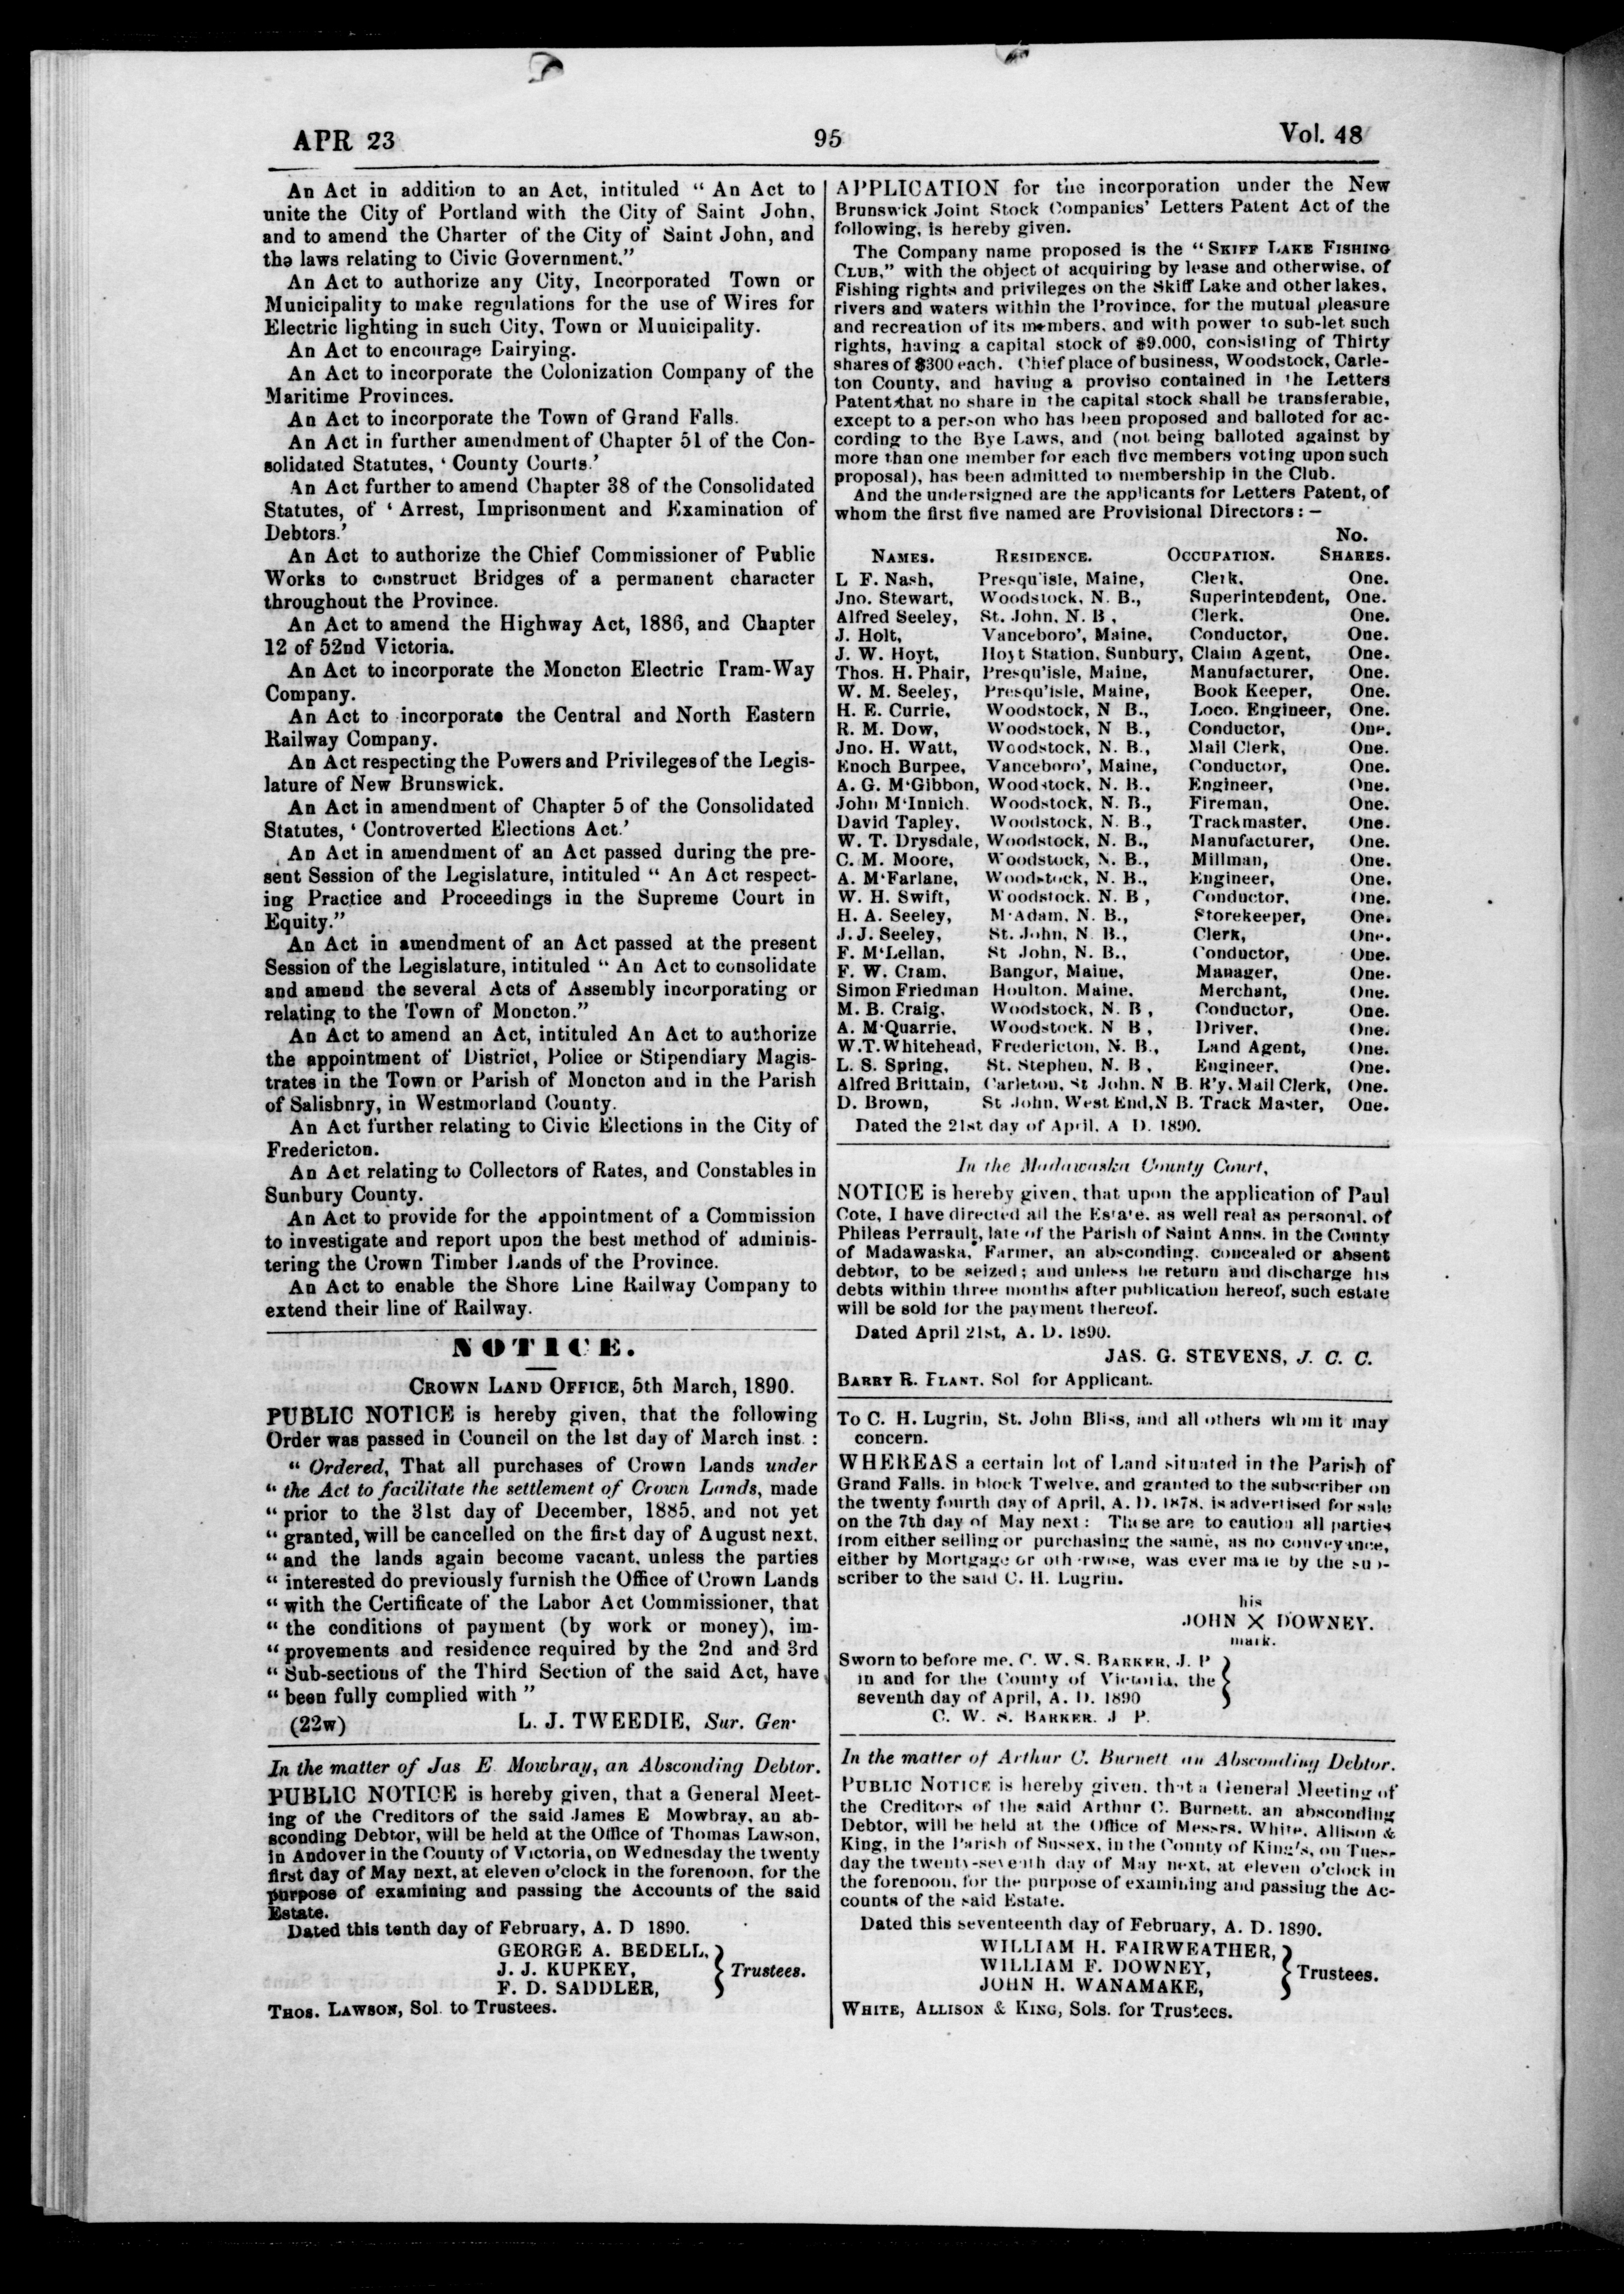 APR 23
95
Vol. 48
An Act in addition to an Act, intituled “ An Act to
unite the City of Portland with the City of Saint John,
and to amend the Charter of the City of Saint John, and
the laws relating to Civic Government.”
An Act to authorize any City, Incorporated Town or
Municipality to make regulations for the use of Wires for
Electric lighting in such City, Town or Municipality.
An Act to encourage Dairying.
An Act to incorporate the Colonization Company of the
Maritime Provinces.
An Act to incorporate the Town of Grand Falls.
An Act in further amendment of Chapter 51 of the Con-
solidated Statutes, ‘ County Courts.’
An Act further to amend Chapter 38 of the Consolidated
Statutes, of ‘ Arrest, Imprisonment and Examination of
Debtors.’
An Act to authorize the Chief Commissioner of Public
Works to construct Bridges of a permanent character
throughout the Province.
An Act to amend the Highway Act, 1886, and Chapter
12 of 52nd Victoria.
An Act to incorporate the Moncton Electric Tram-Way
Company.
An Act to incorporate the Central and North Eastern
Railway Company.
An Act respecting the Powers and Privileges of the Legis-
lature of New Brunswick.
An Act in amendment of Chapter 5 of the Consolidated
Statutes, ‘ Controverted Elections Act.’
An Act in amendment of an Act passed during the pre-
sent Session of the Legislature, intituled “ An Act respect-
ing Practice and Proceedings in the Supreme Court in
Equity.”
An Act in amendment of an Act passed at the present
Session of the Legislature, intituled “ An Act to consolidate
and amend the several Acts of Assembly incorporating or
relating to the Town of Moncton.”
An Act to amend an Act, intituled An Act to authorize
the appointment of District, Police or Stipendiary Magis-
trates in the Town or Parish of Moncton and in the Parish
of Salisbnry, in Westmorland County.
An Act further relating to Civic Elections in the City of
Fredericton.
An Act relating to Collectors of Rates, and Constables in
Sunbury County.
An Act to provide for the appointment of a Commission
to investigate and report upon the best method of adminis-
tering the Crown Timber Lands of the Province.
An Act to enable the Shore Line Railway Company to
extend their line of Railway.
NOTICE.
CROWN LAND OFFICE, 5th March, 1890.
PUBLIC NOTICE is hereby given, that the following
Order was passed in Council on the 1st day of March inst. :
“ Ordered, That all purchases of Crown Lands under
“ the Act to facilitate the settlement of Crown Lands, made
“ prior to the 31st day of December, 1885, and not yet
“ granted, will be cancelled on the first day of August next,
“ and the lands again become vacant, unless the parties
“ interested do previously furnish the Office of Crown Lands
“ with the Certificate of the Labor Act Commissioner, that
“ the conditions of payment (by work or money), im-
“ provements and residence required by the 2nd and 3rd
“ Sub-sections of the Third Section of the said Act, have
“ been fully complied with ”
(22w) L. J. TWEEDIE, Sur. Gen.
In the matter of Jas E. Mowbray, an Absconding Debtor.
PUBLIC NOTICE is hereby given, that a General Meet-
ing of the Creditors of the said James E Mowbray, an ab-
sconding Debtor, will be held at the Office of Thomas Lawson,
in Andover in the County of Victoria, on Wednesday the twenty
first day of May next, at eleven o’clock in the forenoon, for the
purpose of examining and passing the Accounts of the said
Estate.
Dated this tenth day of February, A. D 1890.
GEORGE A. BEDELL,
J. J. KUPKEY,
F. D. SADDLER,
Trustees.
THOS. LAWSON, Sol. to Trustees.
APPLICATION for the incorporation under the New
Brunswick Joint Stock Companies’ Letters Patent Act of the
following, is hereby given.
The Company name proposed is the “ SKIFF LAKE FISHING
CLUB,” with the object of acquiring by lease and otherwise, of
Fishing rights and privileges on the Skiff Lake and other lakes,
rivers and waters within the Province, for the mutual pleasure
and recreation of its members, and with power to sub-let such
rights, having a capital stock of $9,000, consisting of Thirty
shares of $300 each. Chief place of business, Woodstock, Carle-
ton County, and having a proviso contained in the Letters
Patent that no share in the capital stock shall be transferable,
except to a person who has been proposed and balloted for ac-
cording to the Bye Laws, and (not being balloted against by
more than one member for each five members voting upon such
proposal), has been admitted to membership in the Club.
And the undersigned are the applicants for Letters Patent, of
whom the first five named are Provisional Directors : —
No.
NAMES. RESIDENCE. OCCUPATION. SHARES.
L F. Nash, Presqu'isle, Maine, Clerk, One.
Jno. Stewart, Woodstock, N. B., Superintendent, One.
Alfred Seeley, St. John, N. B , Clerk, One.
J. Holt, Vanceboro’, Maine, Conductor, One.
J. W. Hoyt, Hoyt Station, Sunbury, Claim Agent, One.
Thos. H. Phair, Presqu’isle, Maine, Manufacturer, One.
W. M. Seeley, Presqu’isle, Maine, Book Keeper, One.
H. E. Currie, Woodstock, N B., Loco. Engineer, One.
R. M. Dow, Woodstock, N B., Conductor, One.
Jno. H. Watt, Woodstock, N. B., Mail Clerk, One.
Enoch Burpee, Vanceboro’, Maine, Conductor, One.
A. G. M‘Gibbon, Woodstock, N. B., Engineer, One.
John M‘Innich. Woodstock, N. B., Fireman, One.
David Tapley, Woodstock, N. B., Trackmaster, One.
W. T. Drysdale, Woodstock, N. B., Manufacturer, One.
C. M. Moore, Woodstock, N. B., Millman, One.
A. M‘Farlane, Woodstock, N. B., Engineer, One.
W. H. Swift, Woodstock, N. B , Conductor, One.
H. A. Seeley, M‘Adam, N. B., Storekeeper, One.
J. J. Seeley, St. John, N. B., Clerk, One.
F. M‘Lellan, St John, N. B., Conductor, One.
F. W. Cram, Bangor, Maine, Manager, One.
Simon Friedman Houlton, Maine, Merchant, One.
M. B. Craig, Woodstock, N. B , Conductor, One.
A. M‘Quarrie, Woodstock. N B , Driver, One.
W.T.Whitehead, Fredericton, N. B., Land Agent, One.
L. S. Spring, St. Stephen, N. B , Engineer, One.
Alfred Brittain, Carleton, St John, N B. R’y. Mail Clerk, One.
D. Brown, St John, West End,N B. Track Master, One.
Dated the 21st day of April, A D. 1890.
In the Madawaska County Court,
NOTICE is hereby given, that upon the application of Paul
Cote, I have directed all the Estate, as well real as personal, of
Phileas Perrault, late of the Parish of Saint Anns, in the County
of Madawaska, Farmer, an absconding, concealed or absent
debtor, to be seized ; and unless he return and discharge his
debts within three months after publication hereof, such estate
will be sold for the payment thereof.
Dated April 21st, A. D. 1890.
JAS. G. STEVENS, J. C. C.
BARRY R. FLANT. Sol for Applicant.
To C. H. Lugrin, St. John Bliss, and all others whom it may
concern.
WHEREAS a certain lot of Land situated in the Parish of
Grand Falls, in block Twelve, and granted to the subscriber on
the twenty fourth day of April, A. D. 1878, is advertised for sale
on the 7th day of May next : These are to caution all parties
from either selling or purchasing the same, as no conveyance,
either by Mortgage or otherwise, was ever made by the sub-
scriber to the said C. H. Lugrin.
his
JOHN X DOWNEY.
mark.
Sworn to before me, C. W. S. BARKER, J. P
in and for the County of Victoria, the
seventh day of April, A. D. 1890
C. W. S. BARKER. J P.
In the matter of Arthur C. Burnett an Absconding Debtor.
PUBLIC NOTICE is hereby given, that a General Meeting of
the Creditors of the said Arthur C. Burnett, an absconding
Debtor, will be held at the Office of Messrs. White, Allison &
King, in the Parish of Sussex, in the County of King’s, on Tues-
day the twenty-seventh day of May next, at eleven o’clock in
the forenoon, for the purpose of examining and passing the Ac-
counts of the said Estate.
Dated this seventeenth day of February, A. D. 1890.
WILLIAM H. FAIRWEATHER,
WILLIAM F. DOWNEY,
JOHN H. WANAMAKE,
Trustees.
WHITE, ALLISON & KING, Sols. for Trustees.